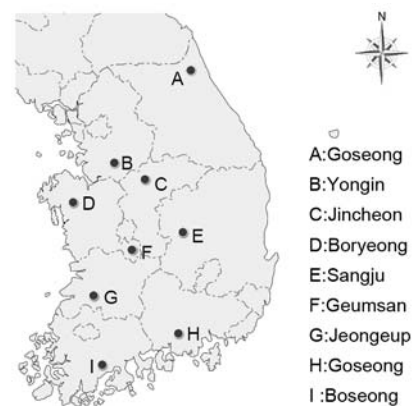 N
A
B
C
D
E
F
G
H
I
A:Goseong
B:Yongin
C:Jincheon
D:Boryeong
E:Sangju
F:Geumsan
G:Jeongeup
H:Goseong
I :Boseong